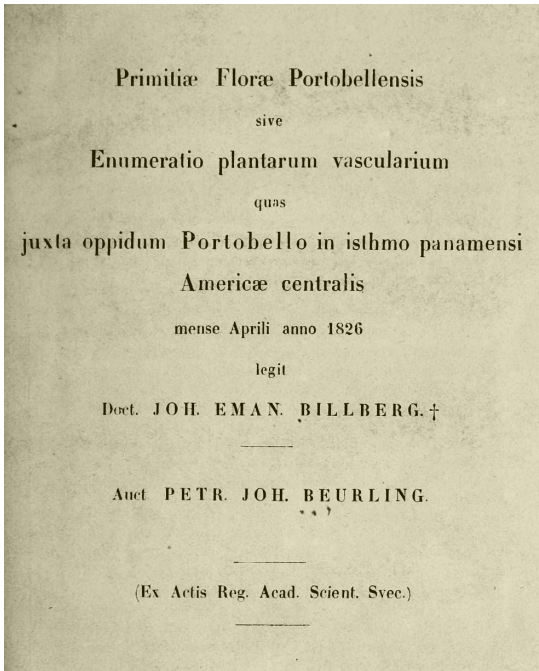 Primitiæ Floræ Portobellensis
sive
Enumeratio plantarum vascularium
quas
juxta oppidum Portobello in isthmo panamensi
Americæ centralis
mense Aprili anno 1826
legit
Doct. JOH. EMAN. BILLBERG. †
Auct PETR. JOH. BEURLING.
(Ex Actis Reg. Acad. Scient. Svec.)